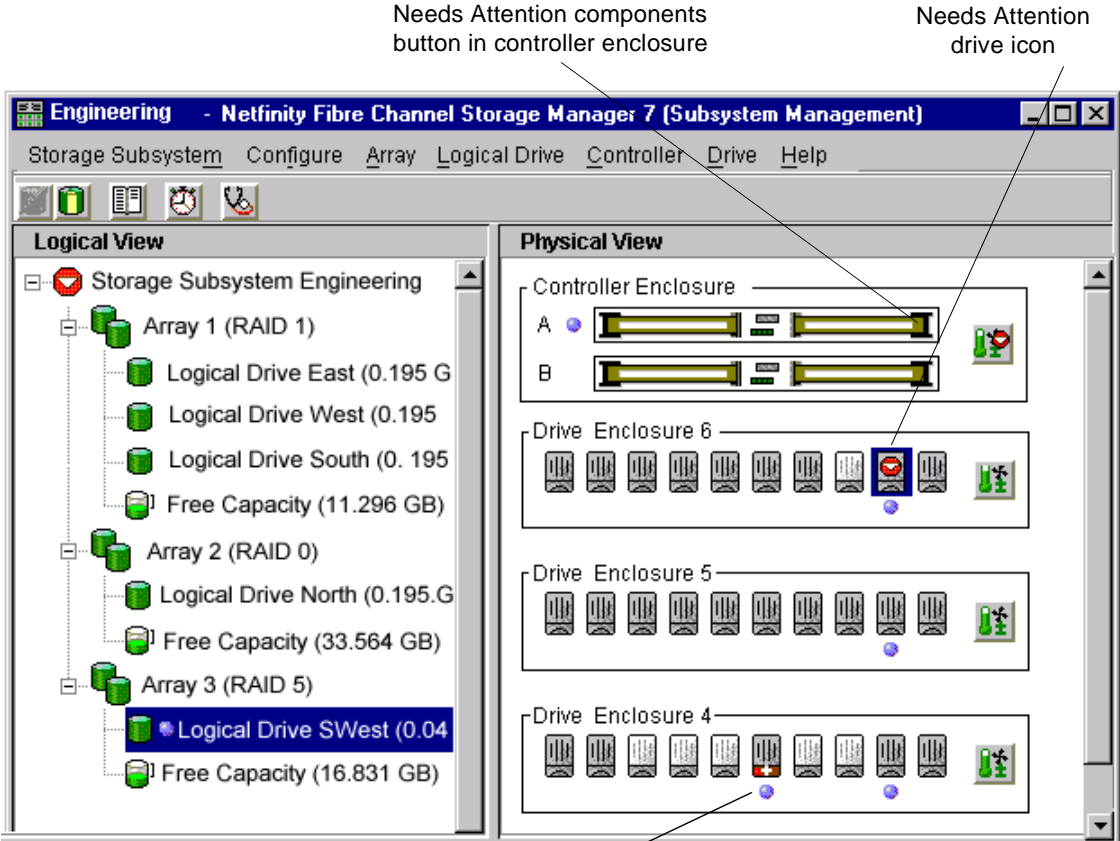 Needs Attention components
button in controller enclosure
Needs Attention
drive icon
Engineering - Netfinity Fibre Channel Storage Manager 7 (Subsystem Management)
Storage Subsystem Configure Array Logical Drive Controller Drive Help
Logical View
Storage Subsystem Engineering
Array 1 (RAID 1)
Logical Drive East (0.195 G
Logical Drive West (0.195
Logical Drive South (0. 195
Free Capacity (11.296 GB)
Array 2 (RAID 0)
Logical Drive North (0.195.G
Free Capacity (33.564 GB)
Array 3 (RAID 5)
Logical Drive SWest (0.04
Free Capacity (16.831 GB)
Physical View
Controller Enclosure
A
B
Drive Enclosure 6
Drive Enclosure 5
Drive Enclosure 4